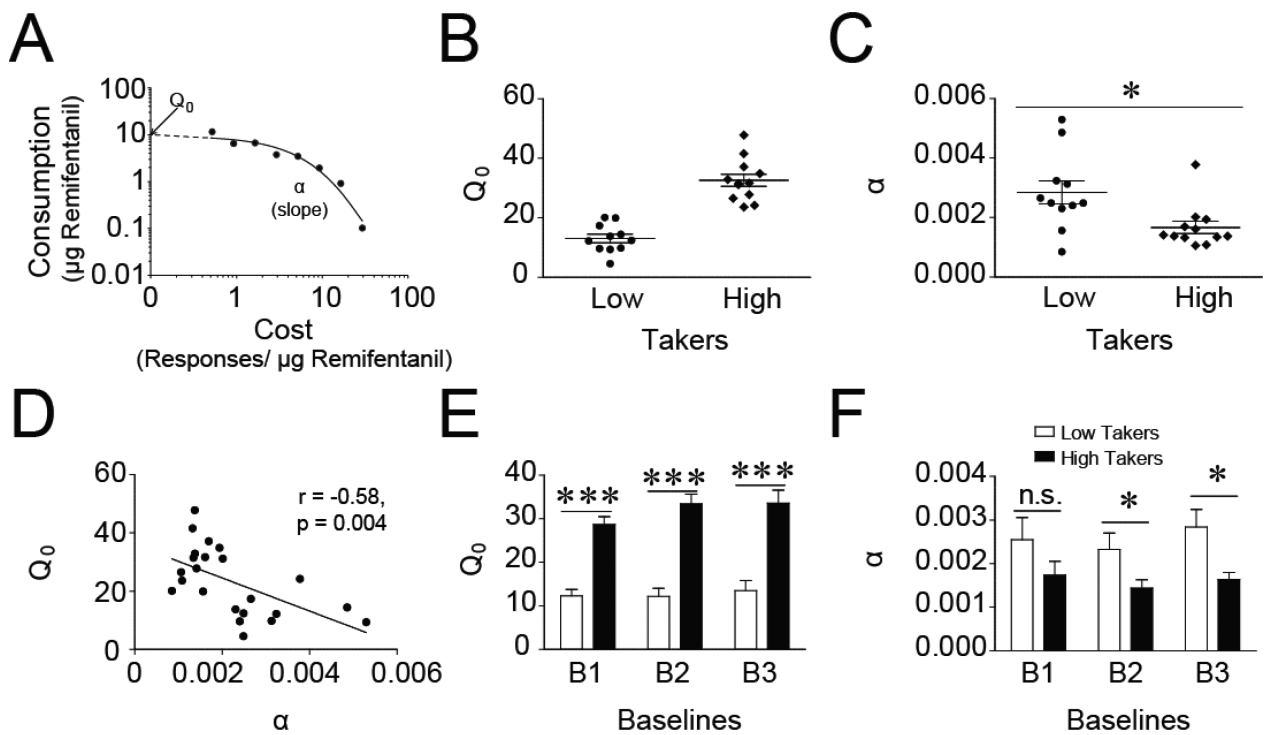 A
Consumption
(µg Remifentanil)
100
10
1
0.1
0.01
Q0
α
(slope)
0 1 10 100
Cost
(Responses/ µg Remifentanil)
B
Q0
60
40
20
0
Low High
Takers
C
α
0.006
0.004
0.002
0.000
*
Low High
Takers
D
Q0
60
40
20
0
r = -0.58,
p = 0.004
0 0.002 0.004 0.006
α
E
Q0
40
30
20
10
0
*** *** ***
B1 B2 B3
Baselines
F
Low Takers
High Takers
α
0.004
0.003
0.002
0.001
0.000
n.s. * *
B1 B2 B3
Baselines